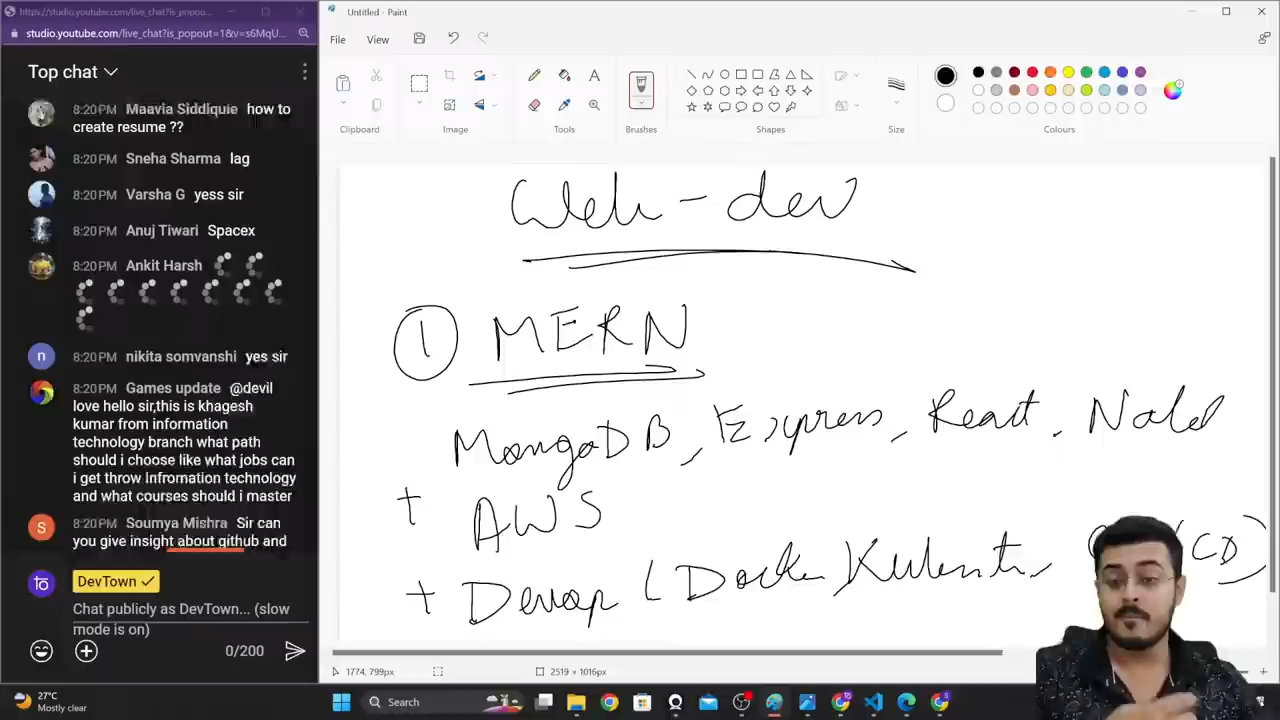 https://studio.youtube.com/live_chat?is_popou...
studio.youtube.com/live_chat?is_popout=1&v=s6MqU...
Top chat
8:20PM Maavia Siddiquie how to
create resume ??
8:20PM Sneha Sharma lag
8:20PM Varsha G yess sir
8:20PM Anuj Tiwari Spacex
8:20PM Ankit Harsh
n
8:20PM nikita somvanshi yes sir
8:20PM Games update @devil
love hello sir,this is khagesh
kumar from information
technology branch what path
should i choose like what jobs can
i get throw Infromation technology
and what courses should i master
S
8:20PM Soumya Mishra Sir can
you give insight about github and
DevTown
Chat publicly as DevTown... (slow
mode is on)
0/200
Untitled - Paint
File View
Clipboard
Image
Tools
Brushes
Shapes
Size
Colours
Web - dev
1 MERN
MongoDB, Express, React, Node
+ AWS
+ Devop (Docker) CD)
1774, 799px
2519 × 1016px
27°C
Mostly clear
Search